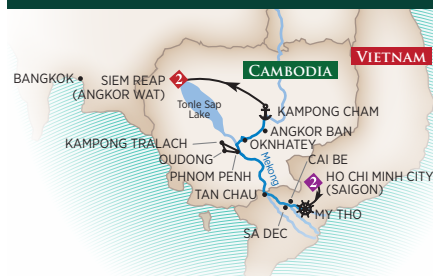 VIETNAM
CAMBODIA
BANGKOK
SIEM REAP
(ANGKOR WAT)
2
Tonle Sap
Lake
KAMPONG CHAM
ANGKOR BAN
OKNHATEY
KAMPONG TRALACH
OUDONG
PHNOM PENH
Mekong
CAI BE
2
HO CHI MINH CITY
(SAIGON)
TAN CHAU
MY THO
SA DEC